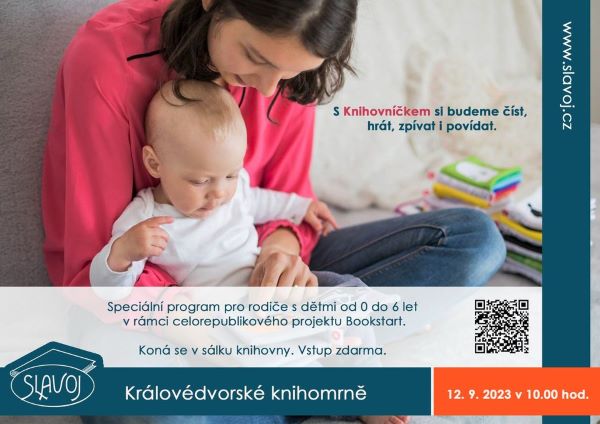 S Knihovníčkem si budeme číst,
hrát, zpívat i povídat.
www.slavoj.cz
Speciální program pro rodiče s dětmi od 0 do 6 let
v rámci celorepublikového projektu Bookstart.
Koná se v sálku knihovny. Vstup zdarma.
SLAVOJ
Královédvorské knihomrně
12. 9. 2023 v 10.00 hod.